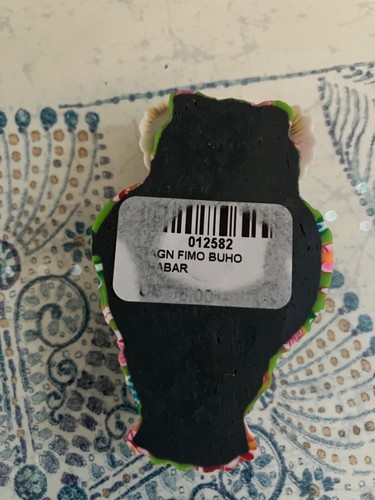 012582
AGN FIMO BUHO
ABAR